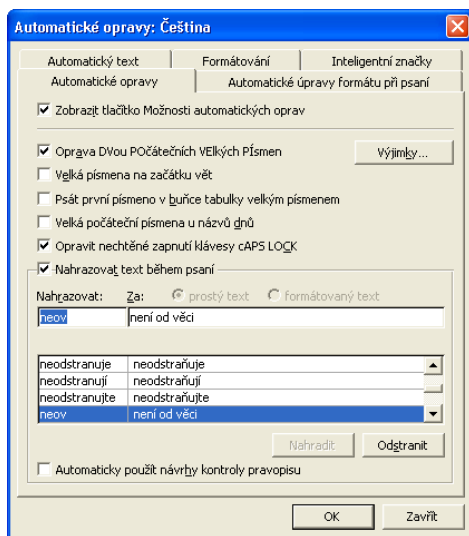 Automatické opravy: Čeština
Automatický text Formátování Inteligentní značky
Automatické opravy Automatické úpravy formátu při psaní
Zobrazit tlačítko Možnosti automatických oprav
Oprava DVou POčátečních VElkých PÍsmen Výjimky...
Velká písmena na začátku vět
Psát první písmeno v buňce tabulky velkým písmenem
Velká počáteční písmena u názvů dnů
Opravit nechtěné zapnutí klávesy cAPS LOCK
Nahrazovat text během psaní
Nahrazovat: Za: prostý text formátovaný text
neov není od věci
neodstranuje neodstraňuje
neodstranují neodstraňují
neodstranujte neodstraňujte
neov není od věci
Nahradit Odstranit
Automaticky použít návrhy kontroly pravopisu
OK Zavřít